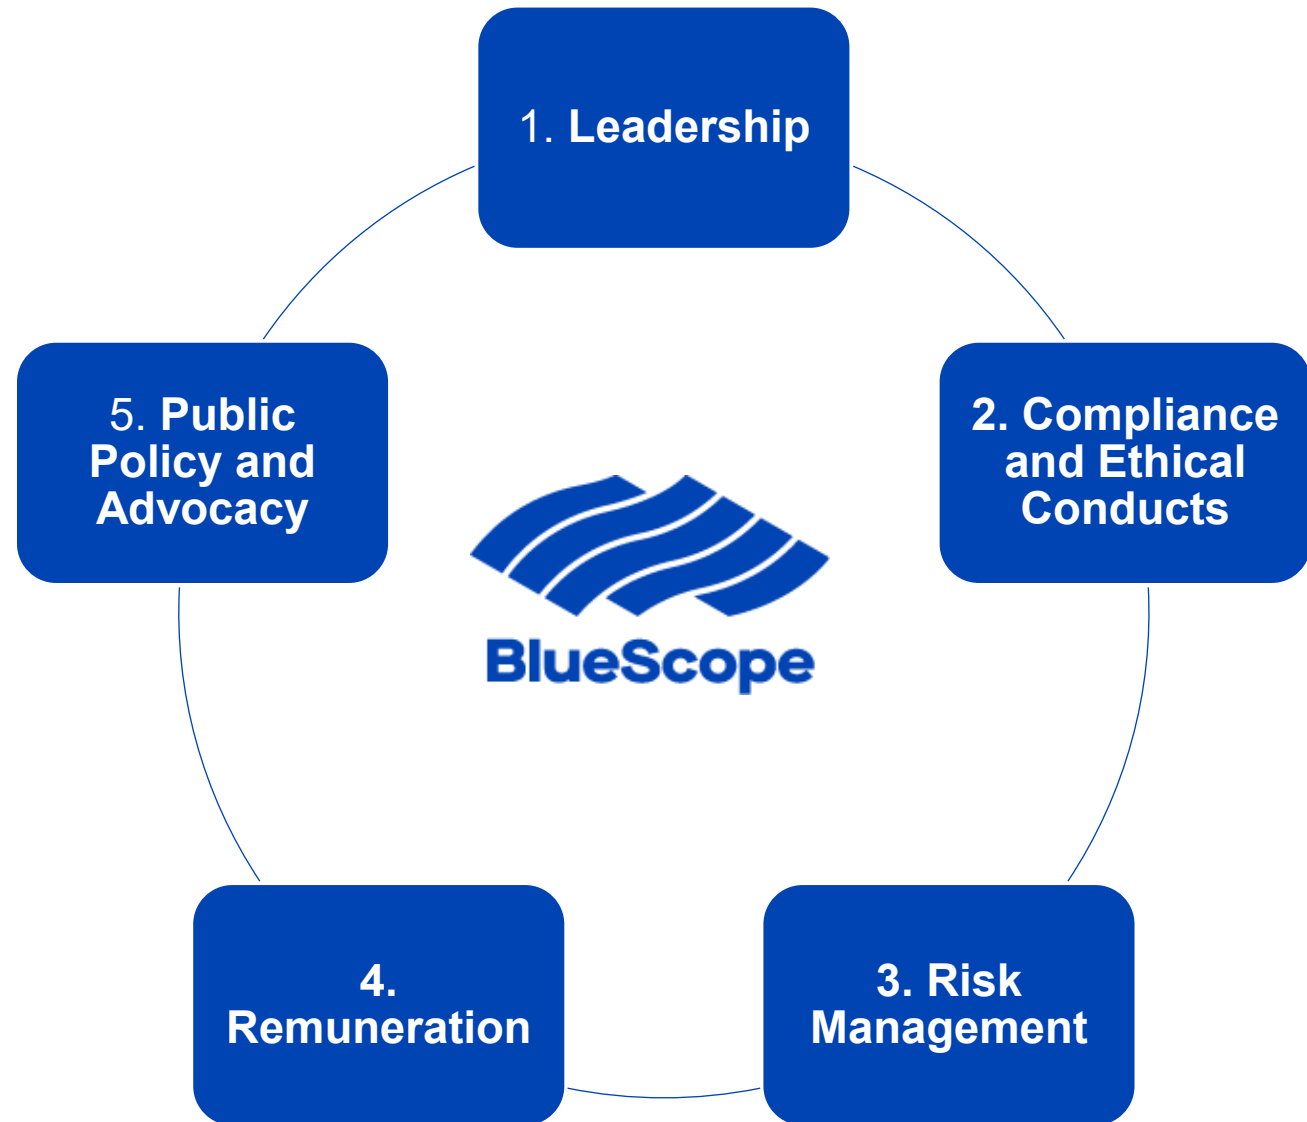 1. Leadership
2. Compliance
and Ethical
Conducts
3. Risk
Management
4.
Remuneration
5. Public
Policy and
Advocacy
BlueScope